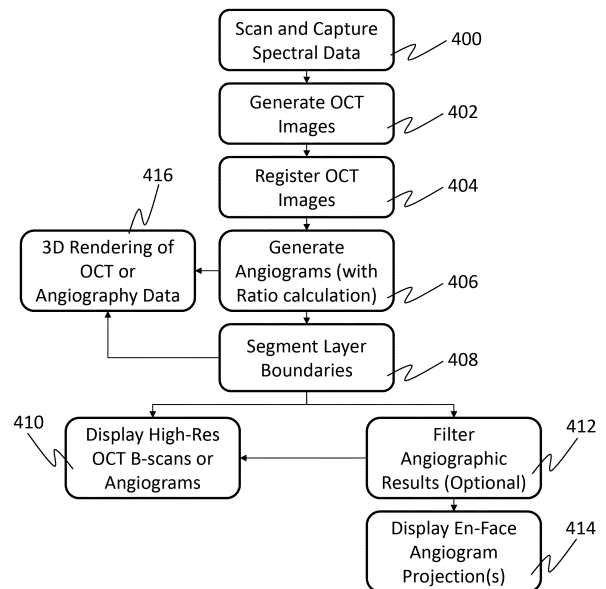 Scan and Capture
Spectral Data
400
Generate OCT
Images
402
Register OCT
Images
404
416
3D Rendering of
OCT or
Angiography Data
Generate
Angiograms (with
Ratio calculation)
406
Segment Layer
Boundaries
408
410
Display High-Res
OCT B-scans or
Angiograms
Filter
Angiographic
Results (Optional)
412
Display En-Face
Angiogram
Projection(s)
414